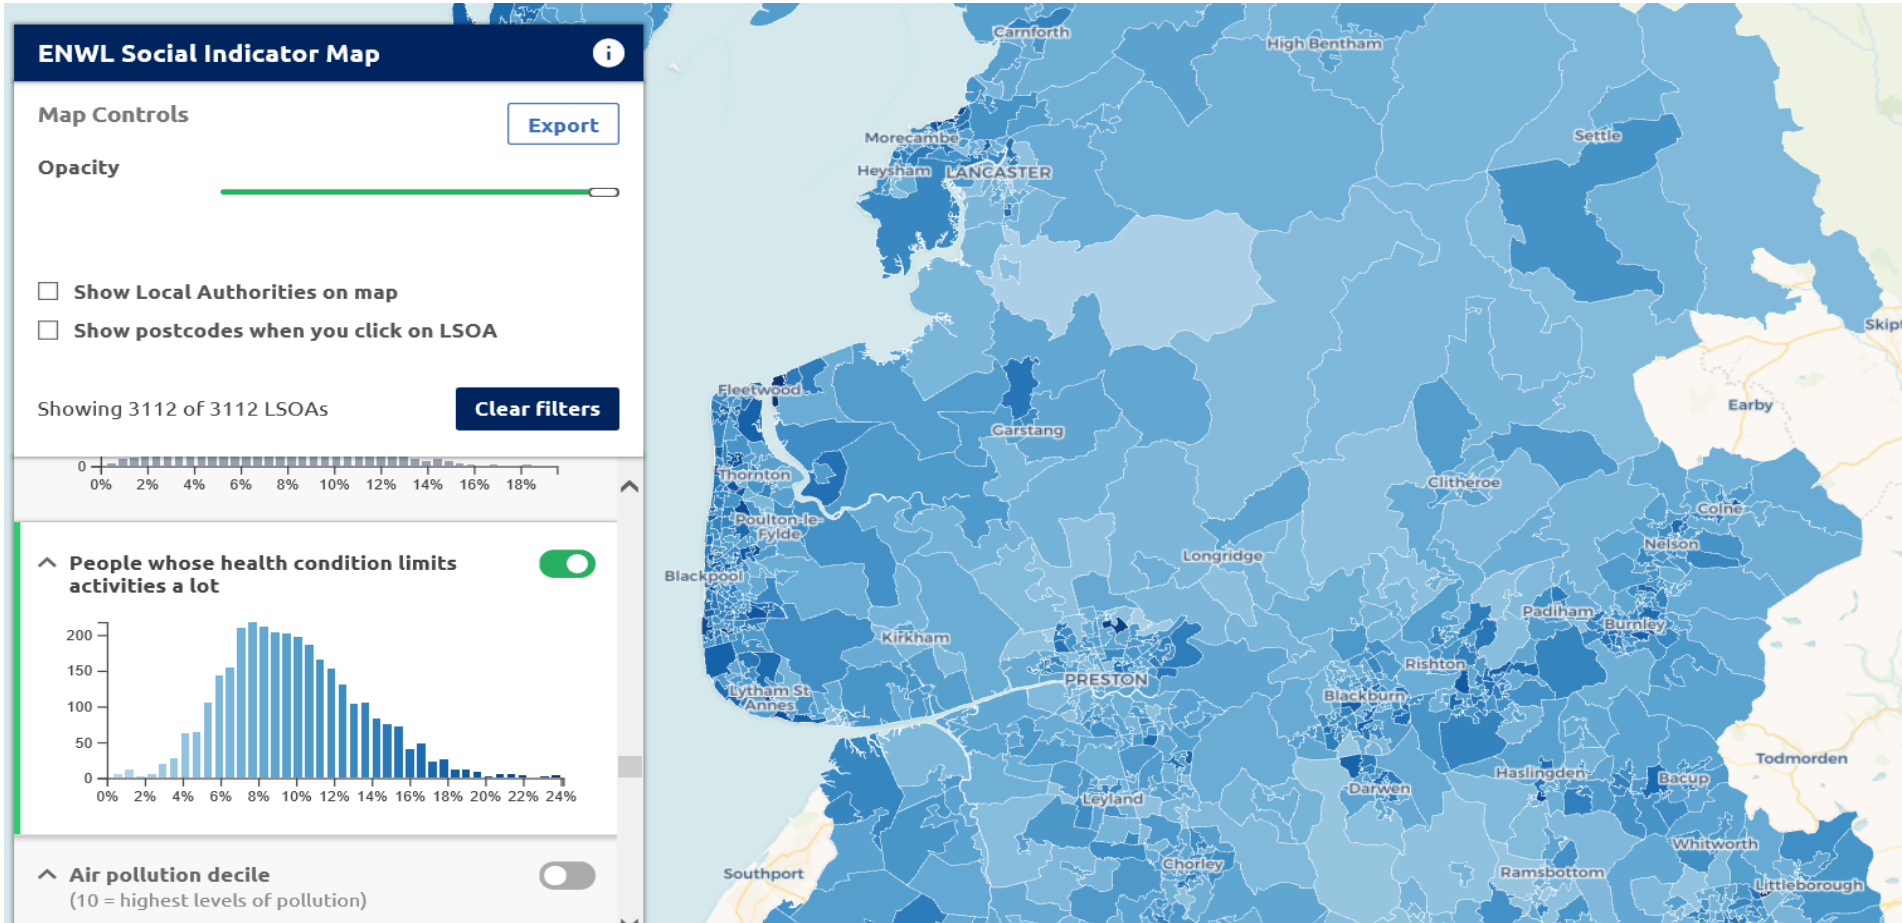 ENWL Social Indicator Map
i
Map Controls
Export
Opacity
Show Local Authorities on map
Show postcodes when you click on LSOA
Showing 3112 of 3112 LSOAs
Clear filters
0
0% 2% 4% 6% 8% 10% 12% 14% 16% 18%
People whose health condition limits
activities a lot
200
150
100
50
0
0% 2% 4% 6% 8% 10% 12% 14% 16% 18% 20% 22% 24%
Air pollution decile
(10 = highest levels of pollution)
Carnforth
High Bentham
Morecambe
Settle
Heysham
LANCASTER
Skipt
Fleetwood
Earby
Garstang
Thornton
Clitheroe
Colne
Poulton-le-
Fylde
Nelson
Longridge
Blackpool
Padiham
Burnley
Kirkham
Rishton
PRESTON
Lytham St
Annes
Blackburn
Todmorden
Haslingden
Bacup
Darwen
Leyland
Whitworth
Southport
Chorley
Ramsbottom
Littleborough